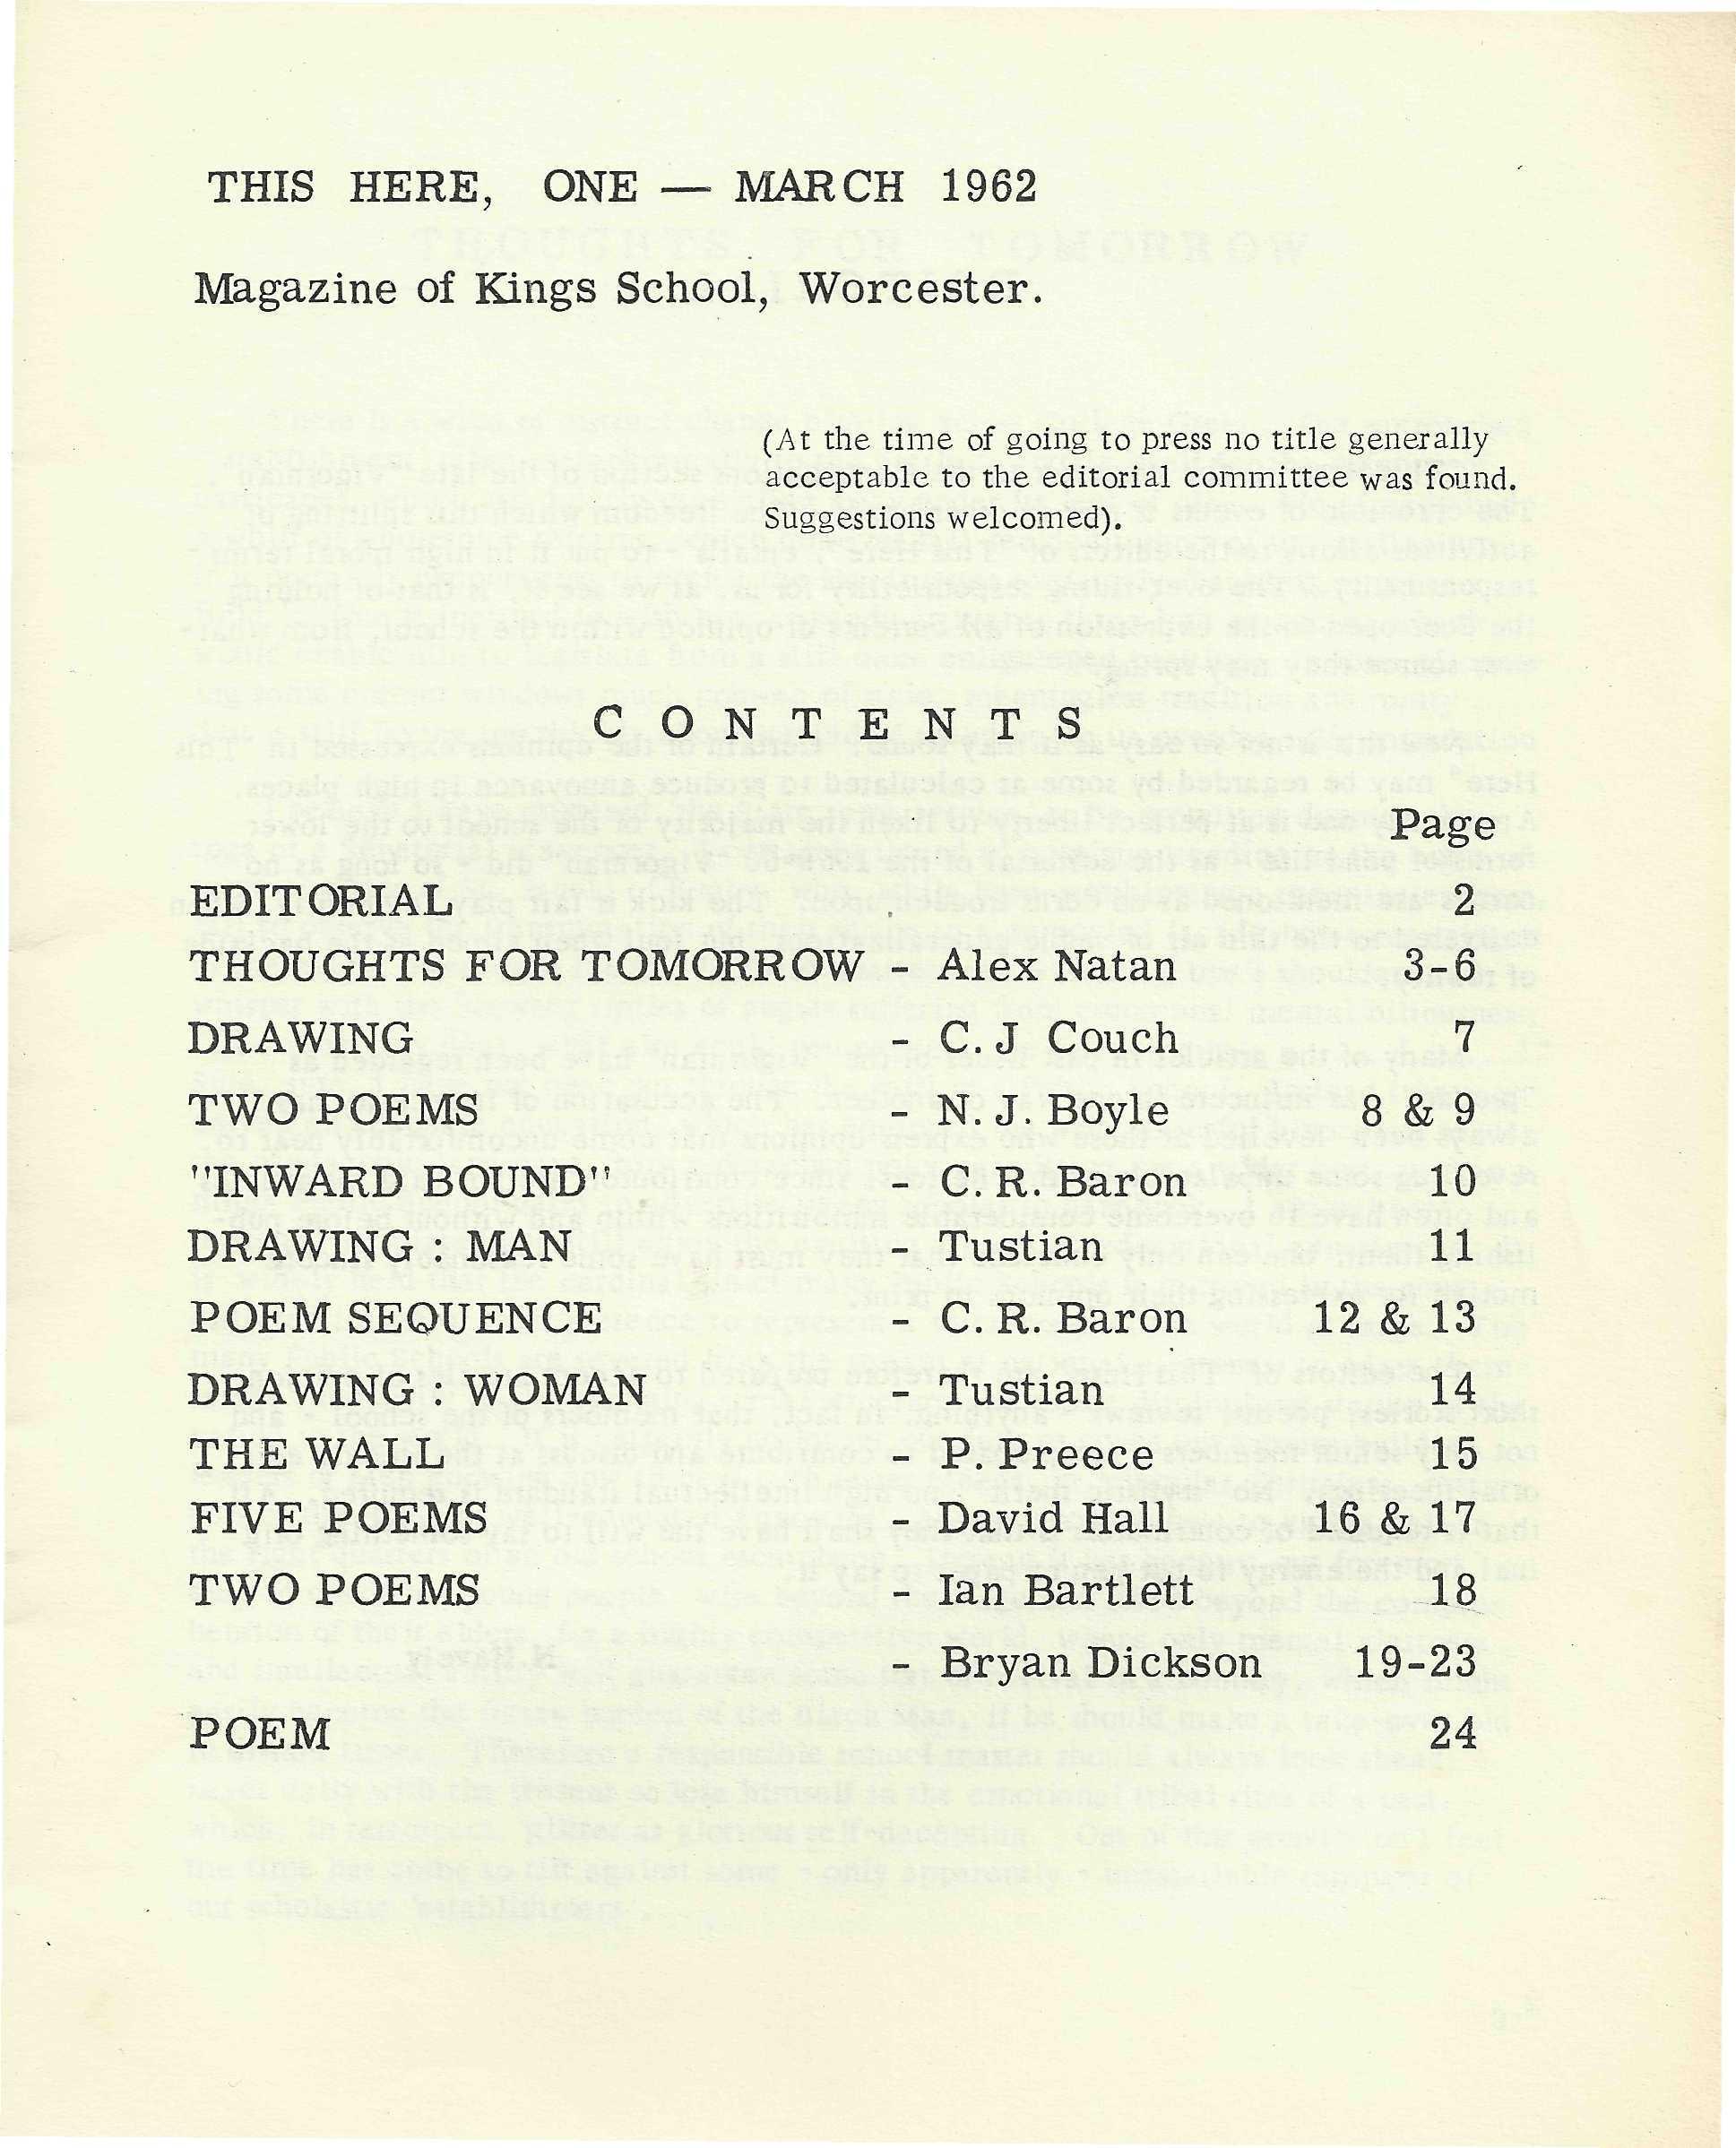 THIS HERE, ONE — MARCH 1962
Magazine of Kings School, Worcester.
(At the time of going to press no title generally
acceptable to the editorial committee was found.
Suggestions welcomed).
CONTENTS
Page
EDITORIAL 2
THOUGHTS FOR TOMORROW - Alex Natan 3-6
DRAWING - C. J Couch 7
TWO POEMS - N. J. Boyle 8 & 9
"INWARD BOUND" - C. R. Baron 10
DRAWING : MAN - Tustian 11
POEM SEQUENCE - C. R. Baron 12 & 13
DRAWING : WOMAN - Tustian 14
THE WALL - P. Preece 15
FIVE POEMS - David Hall 16 & 17
TWO POEMS - Ian Bartlett 18
- Bryan Dickson 19-23
POEM 24